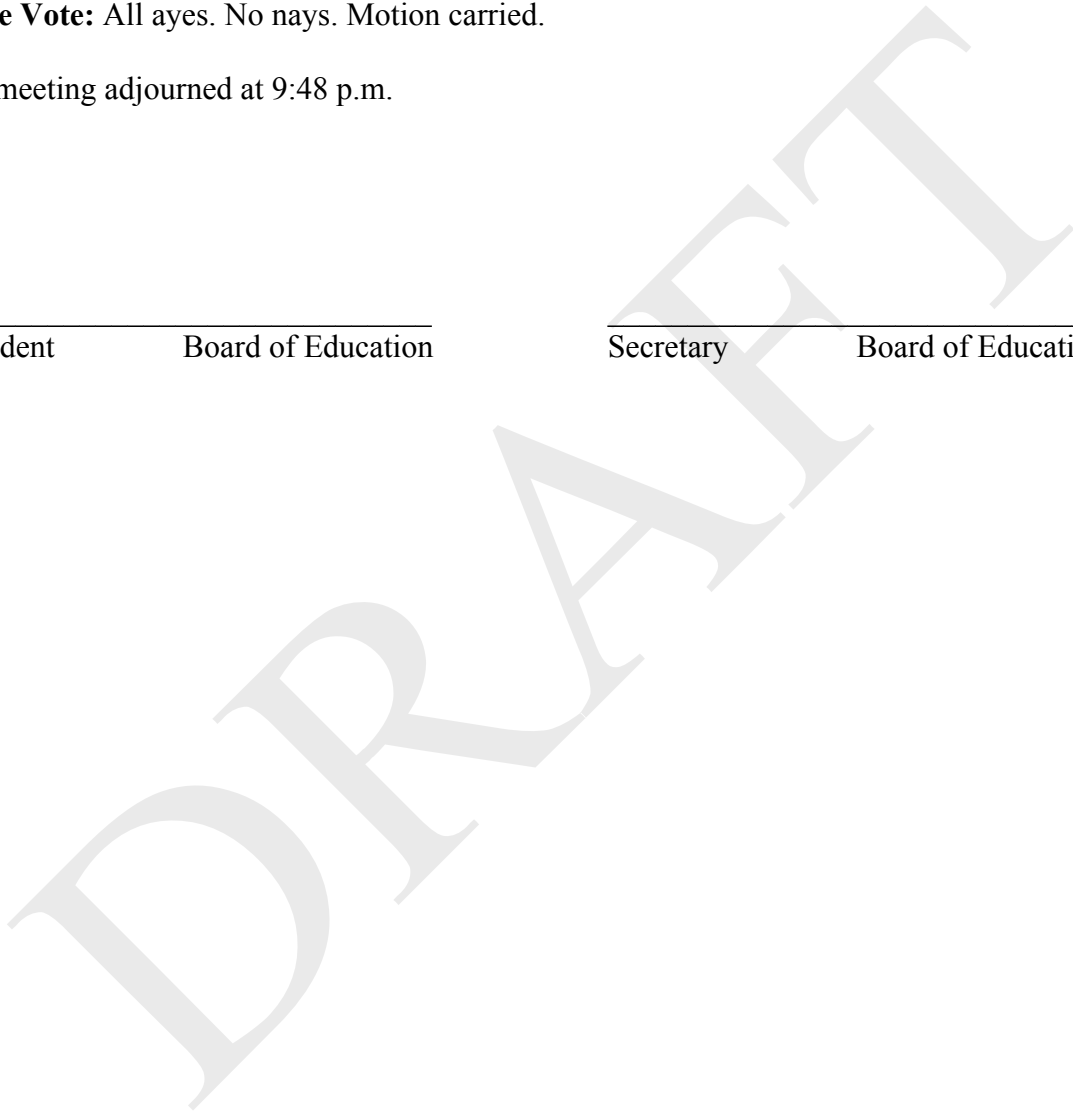 e Vote: All ayes. No nays. Motion carried.
meeting adjourned at 9:48 p.m.
dent Board of Education Secretary Board of Educati
DRAFT